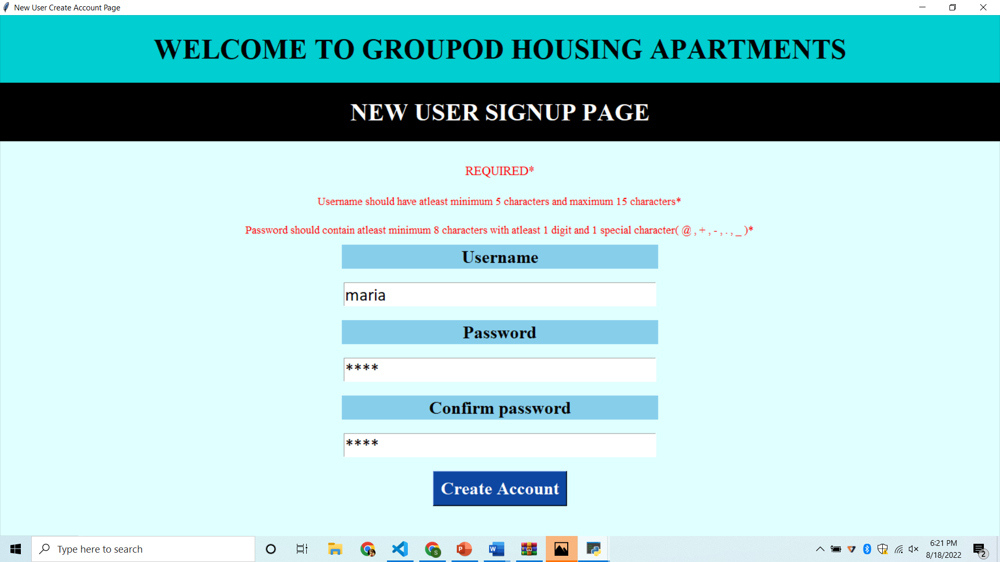 New User Create Account Page
WELCOME TO GROUPOD HOUSING APARTMENTS
NEW USER SIGNUP PAGE
REQUIRED*
Username should have atleast minimum 5 characters and maximum 15 characters*
Password should contain atleast minimum 8 characters with atleast 1 digit and 1 special character( @ , + , - , . , _ )*
Username
maria
Password
****
Confirm password
****
Create Account
Type here to search
6:21 PM
8/18/2022
2